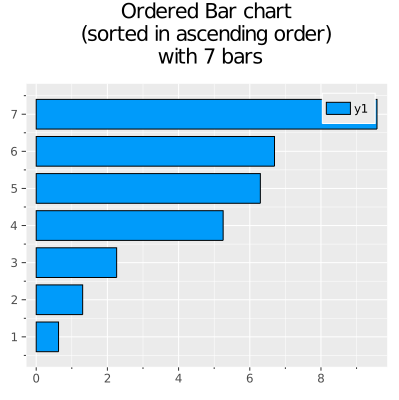 Ordered Bar chart
(sorted in ascending order)
with 7 bars
y1
7
6
5
4
3
2
1
0 2 4 6 8